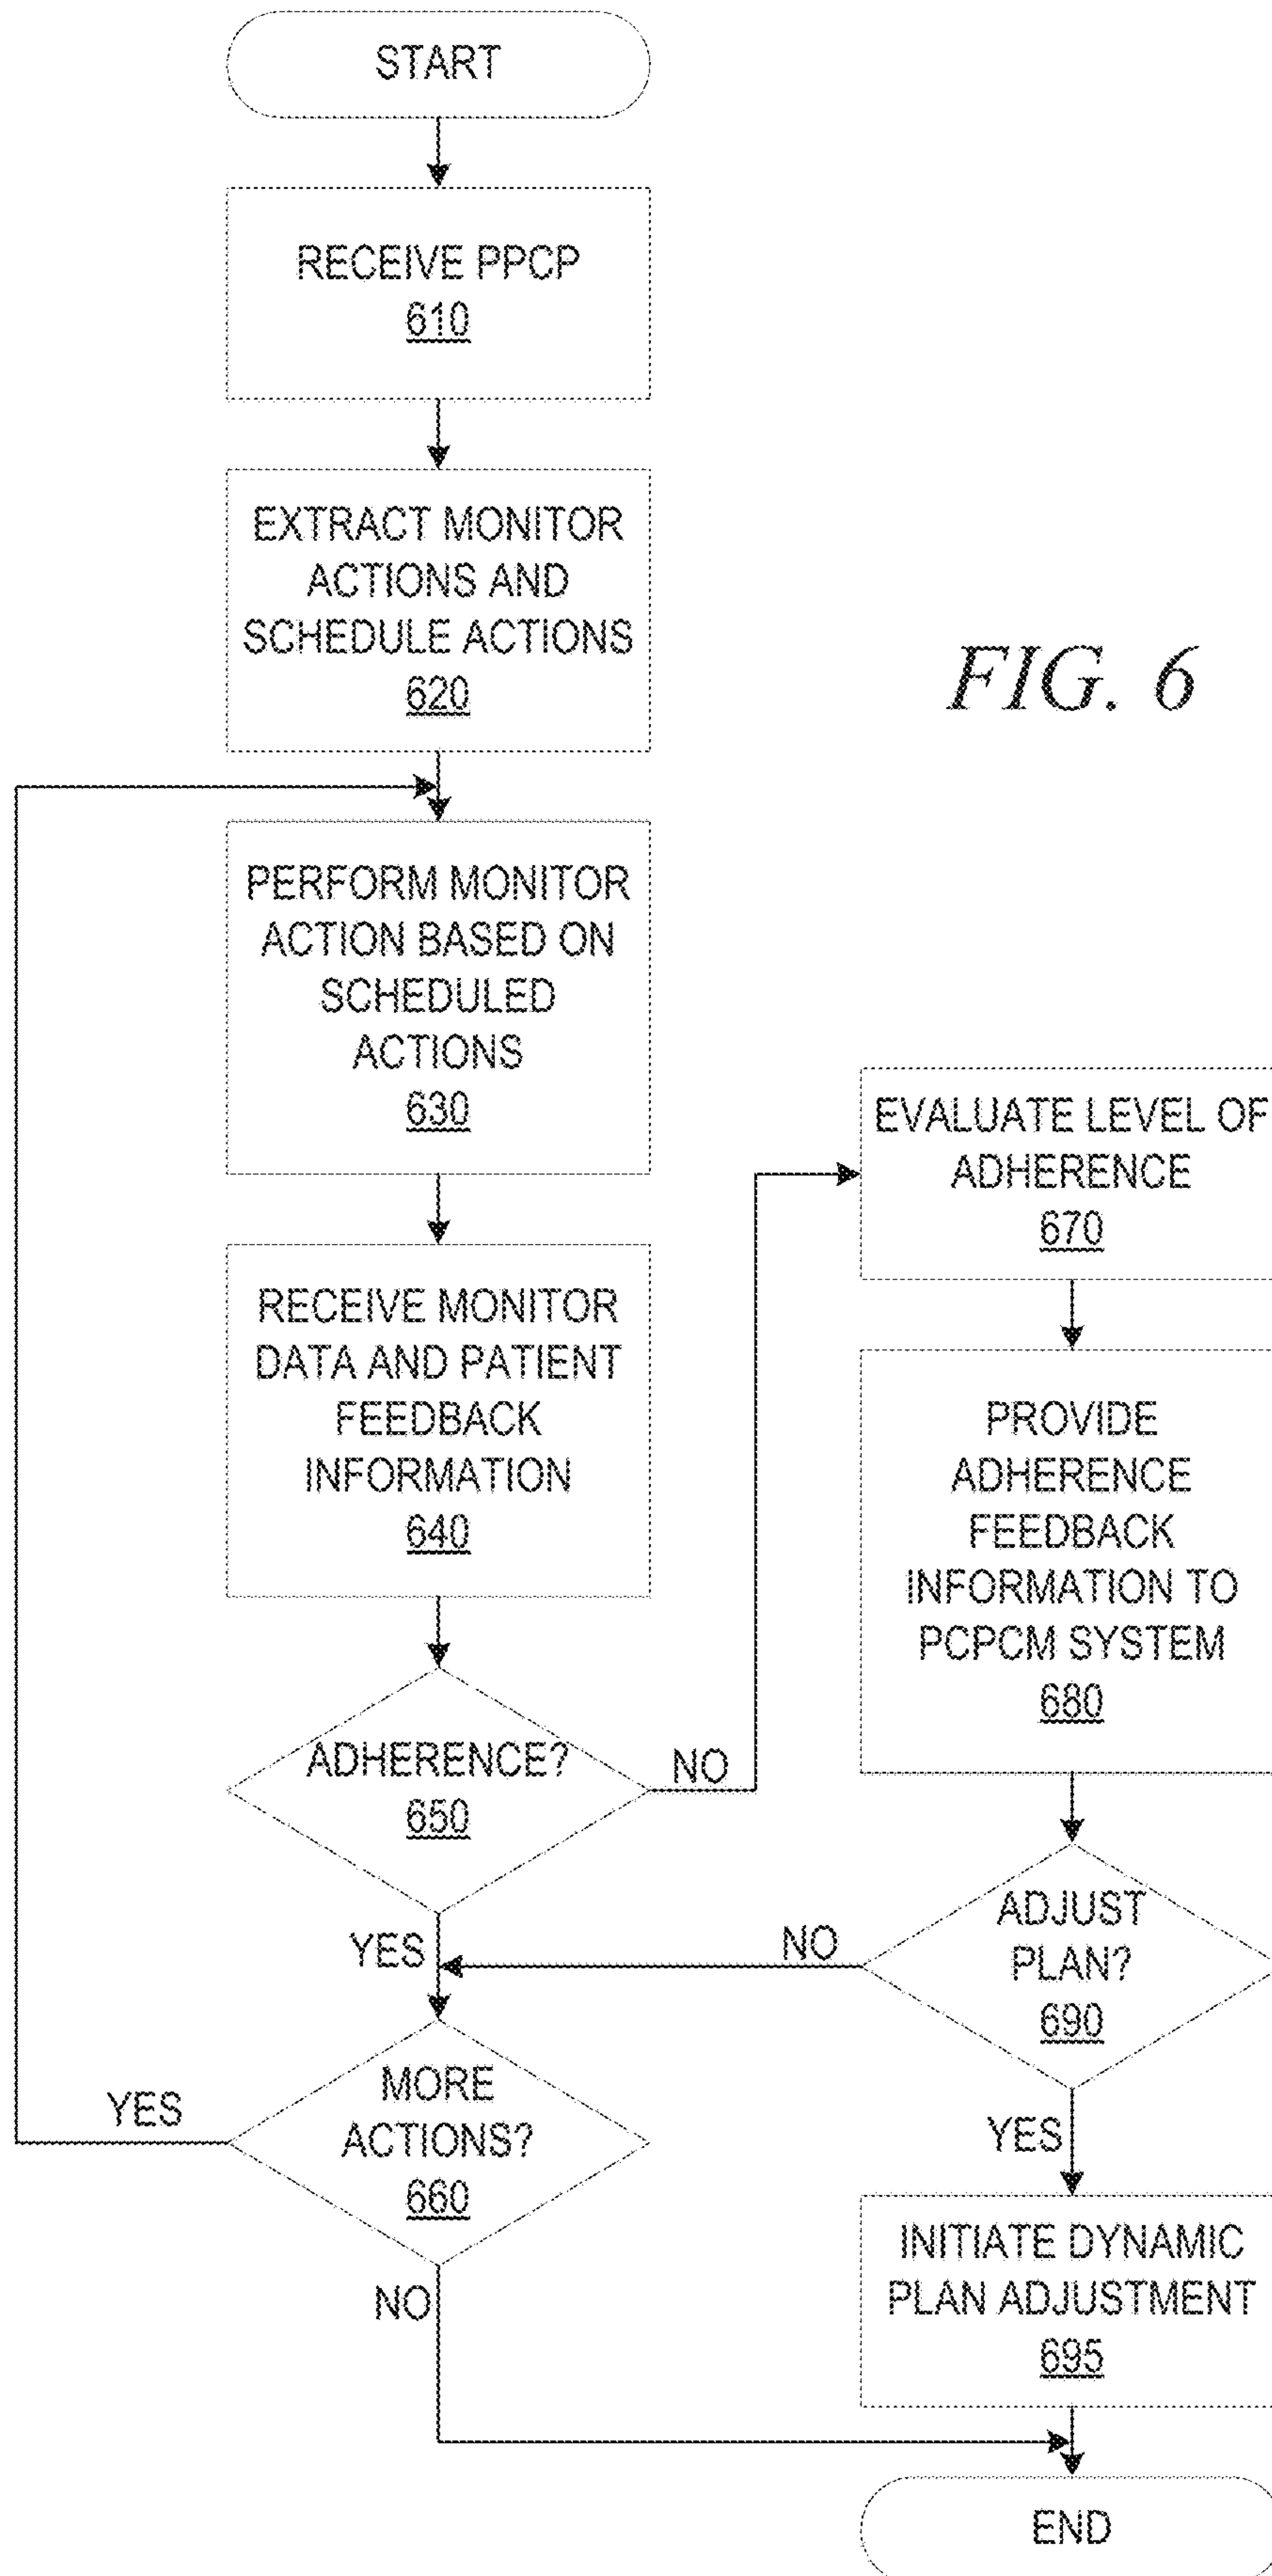 START
RECEIVE PPCP
610
EXTRACT MONITOR
ACTIONS AND
SCHEDULE ACTIONS
620
FIG. 6
PERFORM MONITOR
ACTION BASED ON
SCHEDULED
ACTIONS
630
RECEIVE MONITOR
DATA AND PATIENT
FEEDBACK
INFORMATION
640
ADHERENCE?
650
NO
YES
MORE
ACTIONS?
660
YES
NO
EVALUATE LEVEL OF
ADHERENCE
670
PROVIDE
ADHERENCE
FEEDBACK
INFORMATION TO
PCPCM SYSTEM
680
ADJUST
PLAN?
690
NO
YES
INITIATE DYNAMIC
PLAN ADJUSTMENT
695
END